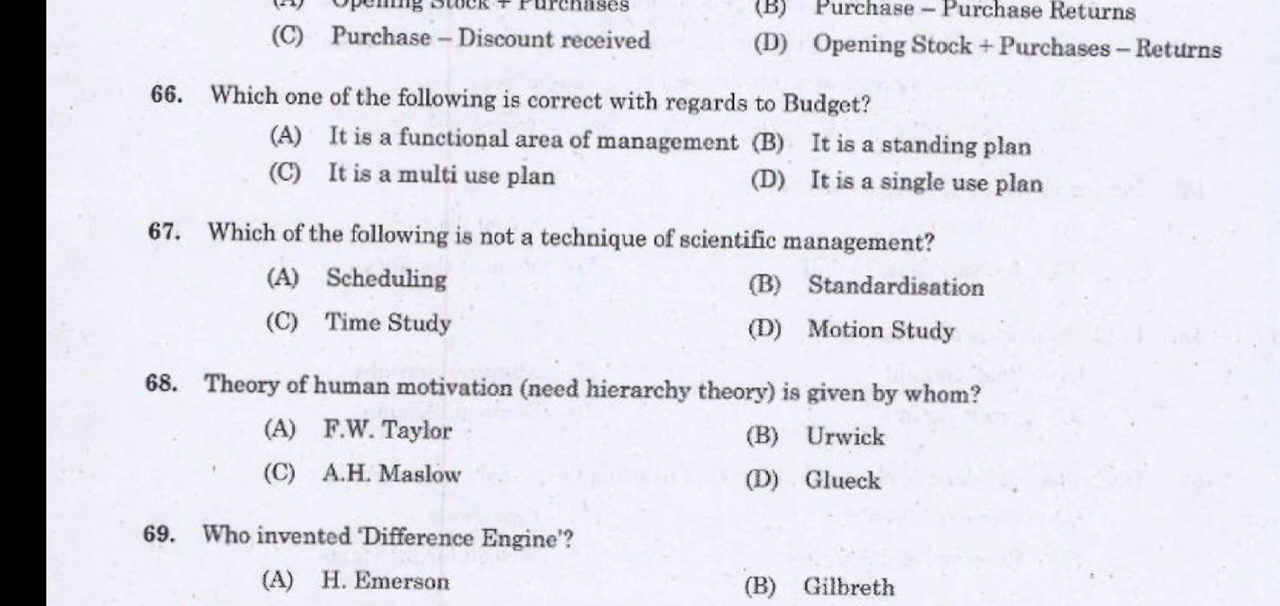 (A) Opening Stock + Purchases (B) Purchase – Purchase Returns
(C) Purchase – Discount received (D) Opening Stock + Purchases – Returns
66. Which one of the following is correct with regards to Budget?
(A) It is a functional area of management (B) It is a standing plan
(C) It is a multi use plan (D) It is a single use plan
67. Which of the following is not a technique of scientific management?
(A) Scheduling (B) Standardisation
(C) Time Study (D) Motion Study
68. Theory of human motivation (need hierarchy theory) is given by whom?
(A) F.W. Taylor (B) Urwick
(C) A.H. Maslow (D) Glueck
69. Who invented 'Difference Engine'?
(A) H. Emerson (B) Gilbreth